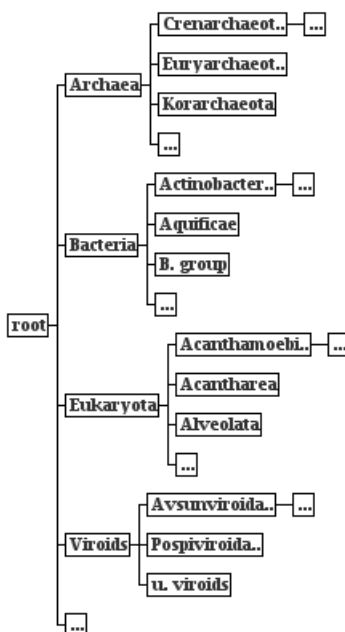 Crenarchaeot.. ...
Euryarchaeot..
Archaea
Korarchaeota
...
Actinobacter.. ...
Aquificae
Bacteria
B. group
...
root
Acanthamoebi.. ...
Acantharea
Eukaryota
Alveolata
...
Avsunviroida.. ...
Viroids Pospiviroida..
u. viroids
...